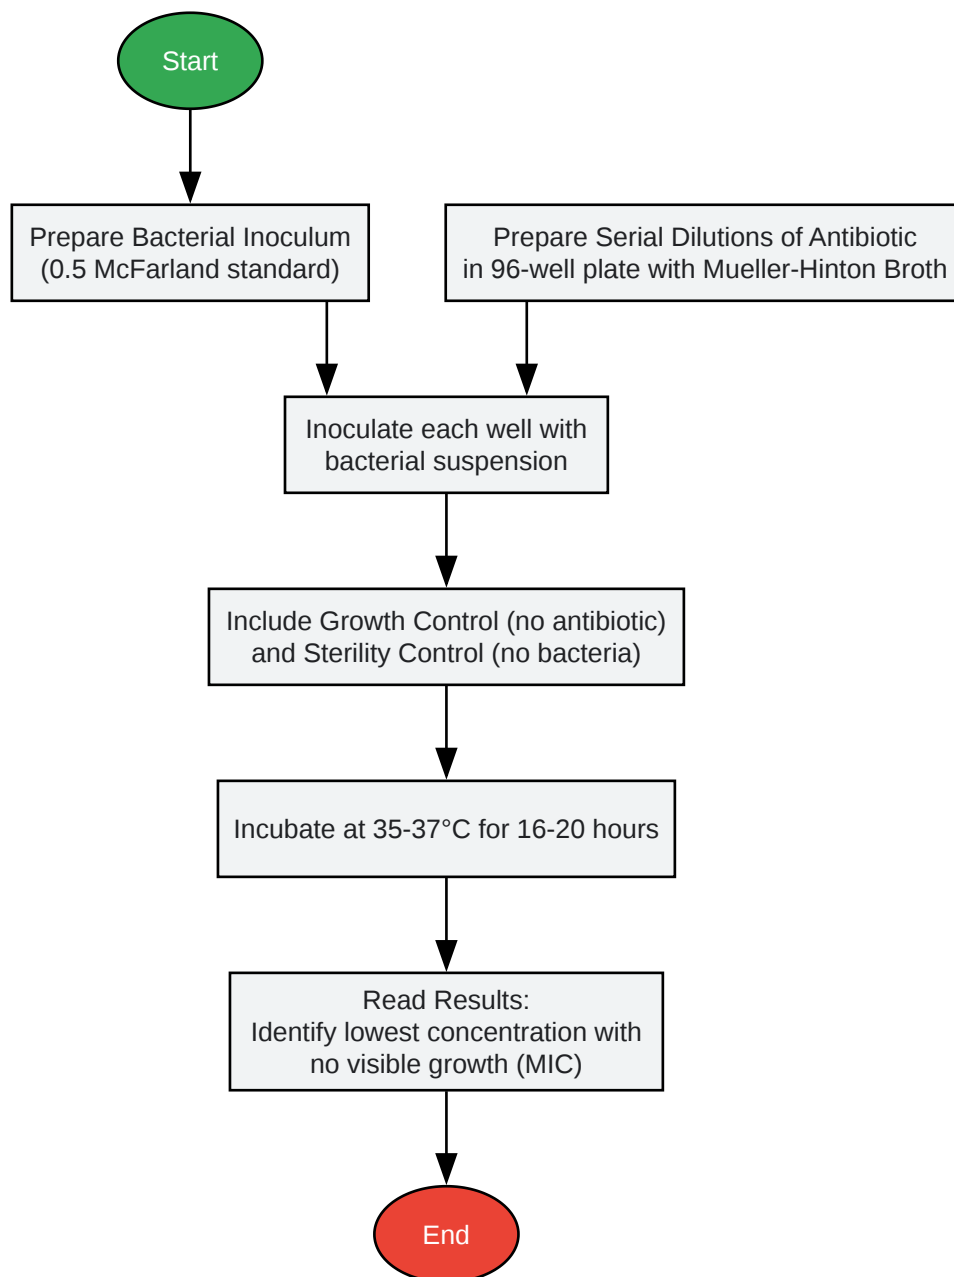 Start
Prepare Bacterial Inoculum
(0.5 McFarland standard)
Prepare Serial Dilutions of Antibiotic
in 96-well plate with Mueller-Hinton Broth
Inoculate each well with
bacterial suspension
Include Growth Control (no antibiotic)
and Sterility Control (no bacteria)
Incubate at 35-37°C for 16-20 hours
Read Results:
Identify lowest concentration with
no visible growth (MIC)
End